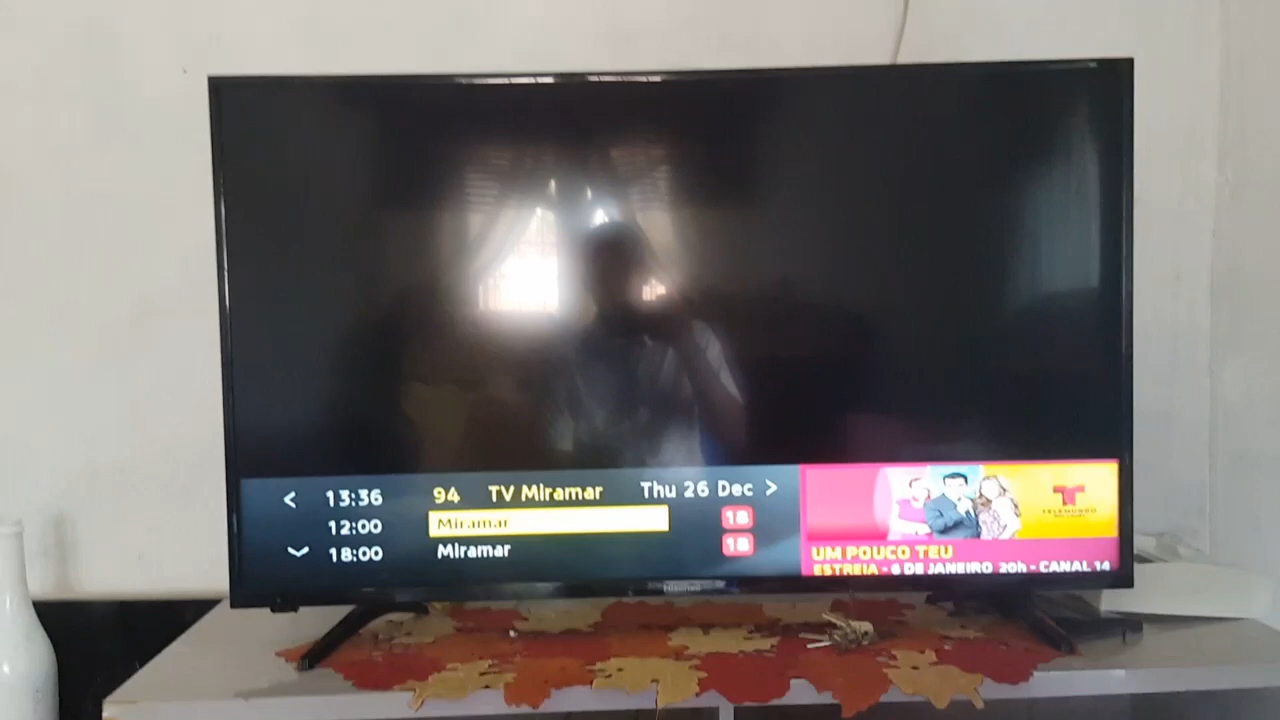 < 13:36 94 TV Miramar Thu 26 Dec >
12:00 Miramar 18
18:00 Miramar 18
TELEMUNDO
UM POUCO TEU
ESTREIA - 6 DE JANEIRO 20h - CANAL 14
Hisense